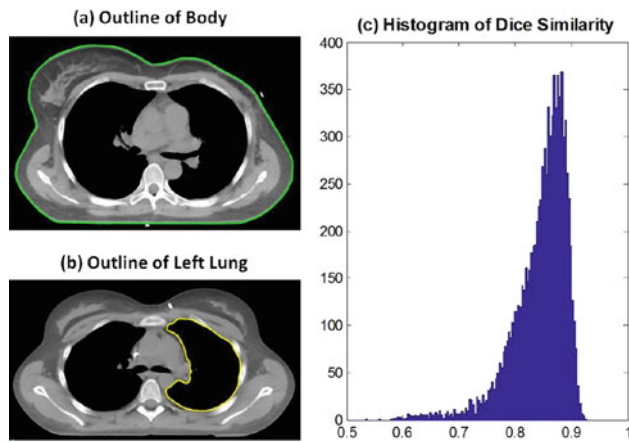 (a) Outline of Body
(b) Outline of Left Lung
(c) Histogram of Dice Similarity
400
350
300
250
200
150
100
50
0
0.5 0.6 0.7 0.8 0.9 1